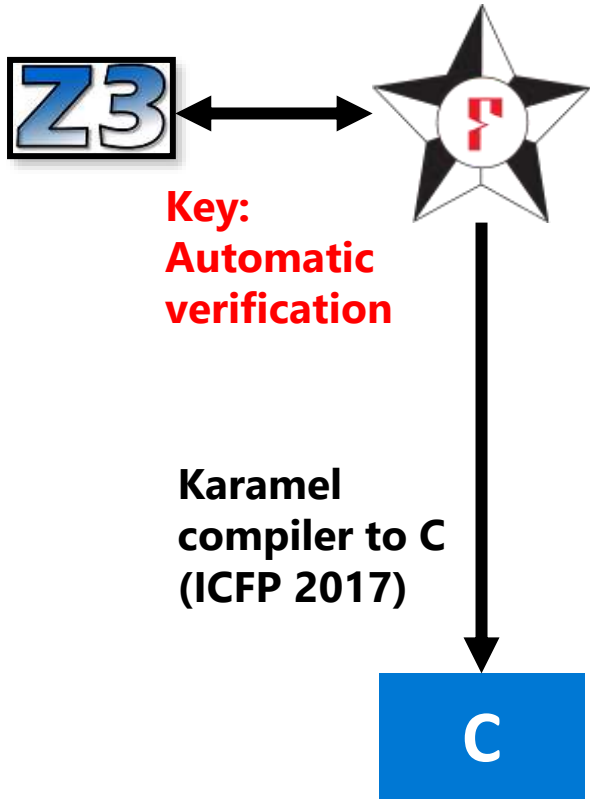 Z3
F
Key:
Automatic
verification
Karamel
compiler to C
(ICFP 2017)
C